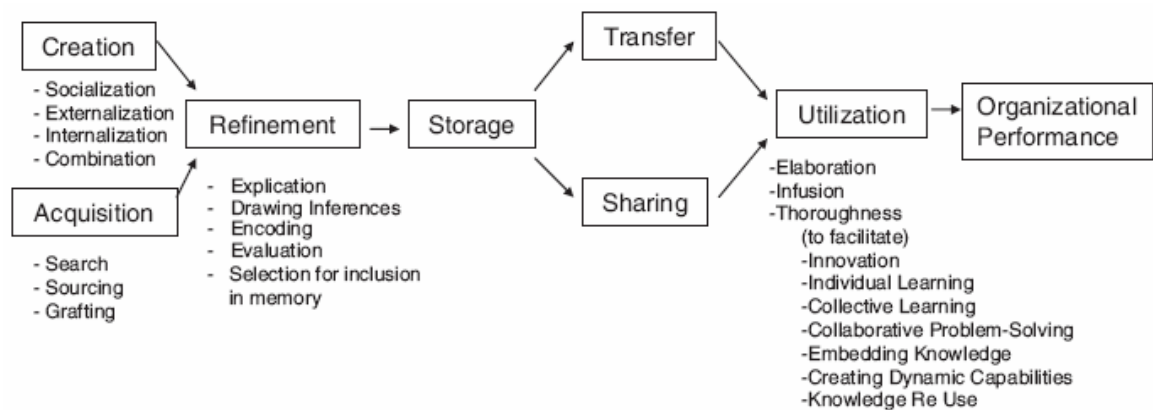 Creation
- Socialization
- Externalization
- Internalization
- Combination
Acquisition
- Search
- Sourcing
- Grafting
Refinement
- Explication
- Drawing Inferences
- Encoding
- Evaluation
- Selection for inclusion
in memory
Storage
Transfer
Sharing
Utilization
-Elaboration
-Infusion
-Thoroughness
(to facilitate)
-Innovation
-Individual Learning
-Collective Learning
-Collaborative Problem-Solving
-Embedding Knowledge
-Creating Dynamic Capabilities
-Knowledge Re Use
Organizational
Performance